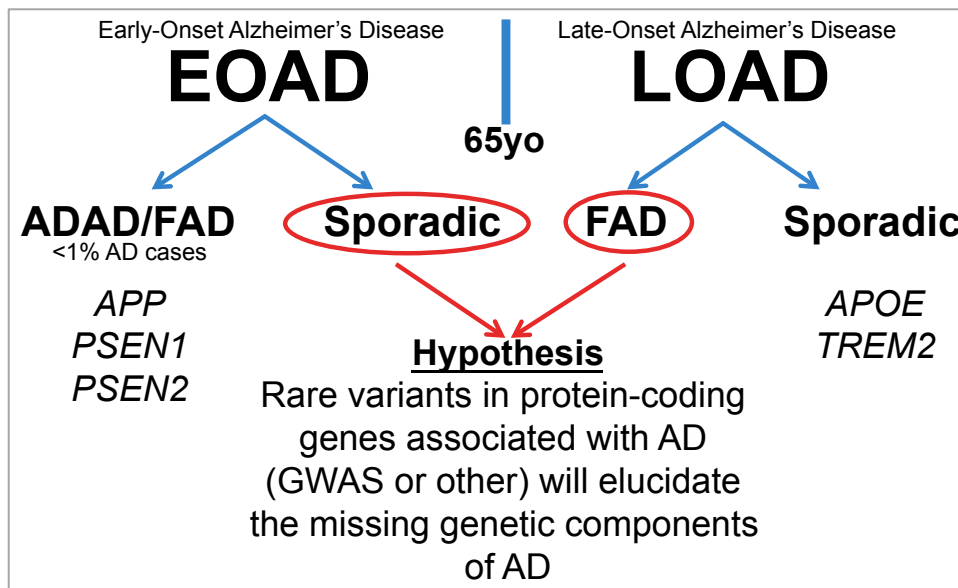 Early-Onset Alzheimer's Disease
EOAD
Late-Onset Alzheimer's Disease
LOAD
65yo
ADAD/FAD
<1% AD cases
APP
PSEN1
PSEN2
Sporadic
FAD
Sporadic
APOE
TREM2
Hypothesis
Rare variants in protein-coding
genes associated with AD
(GWAS or other) will elucidate
the missing genetic components
of AD